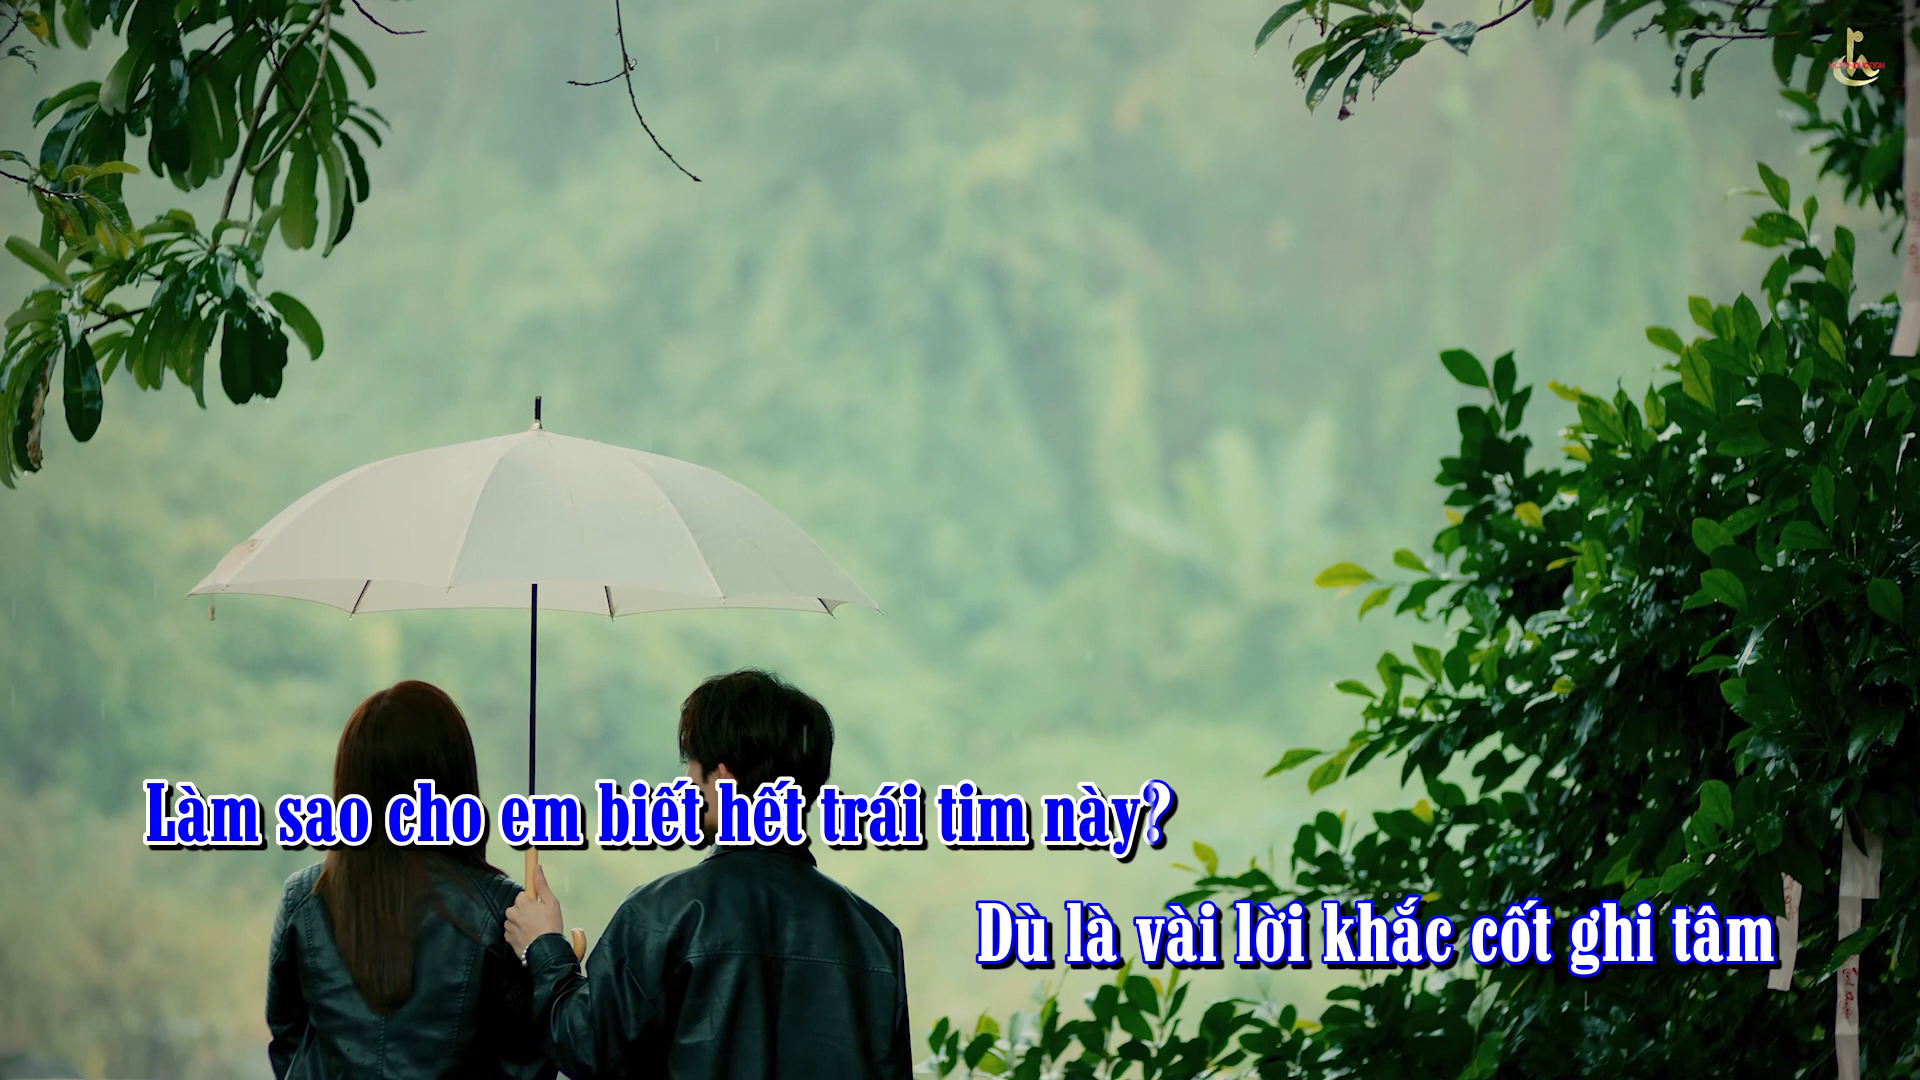 Làm sao cho em biết hết trái tim này?
Dù là vài lời khắc cốt ghi tâm